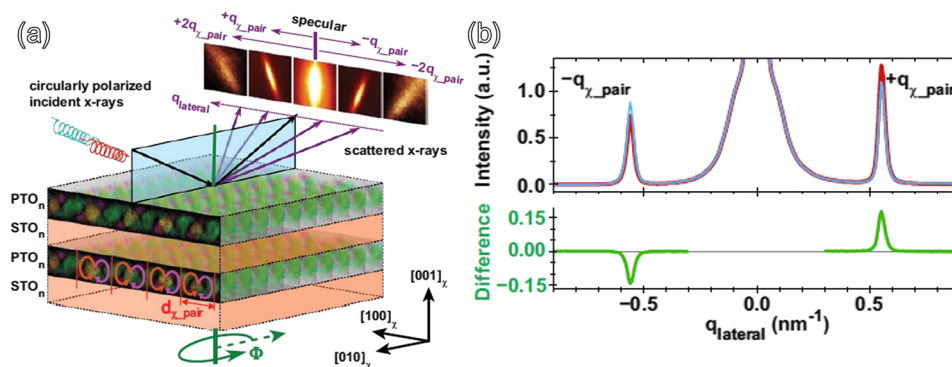 (a)
specular
+2qχ_pair
+qχ_pair
−qχ_pair
−2qχ_pair
circularly polarized
incident x-rays
qlateral
scattered x-rays
PTOn
STOn
PTOn
STOn
dχ_pair
[001]χ
[100]χ
[010]χ
Φ
(b)
−qχ_pair
+qχ_pair
Intensity (a.u.)
1.0
0.5
0.0
Difference
0.15
0.00
−0.15
−0.5
0.0
0.5
qlateral (nm⁻¹)